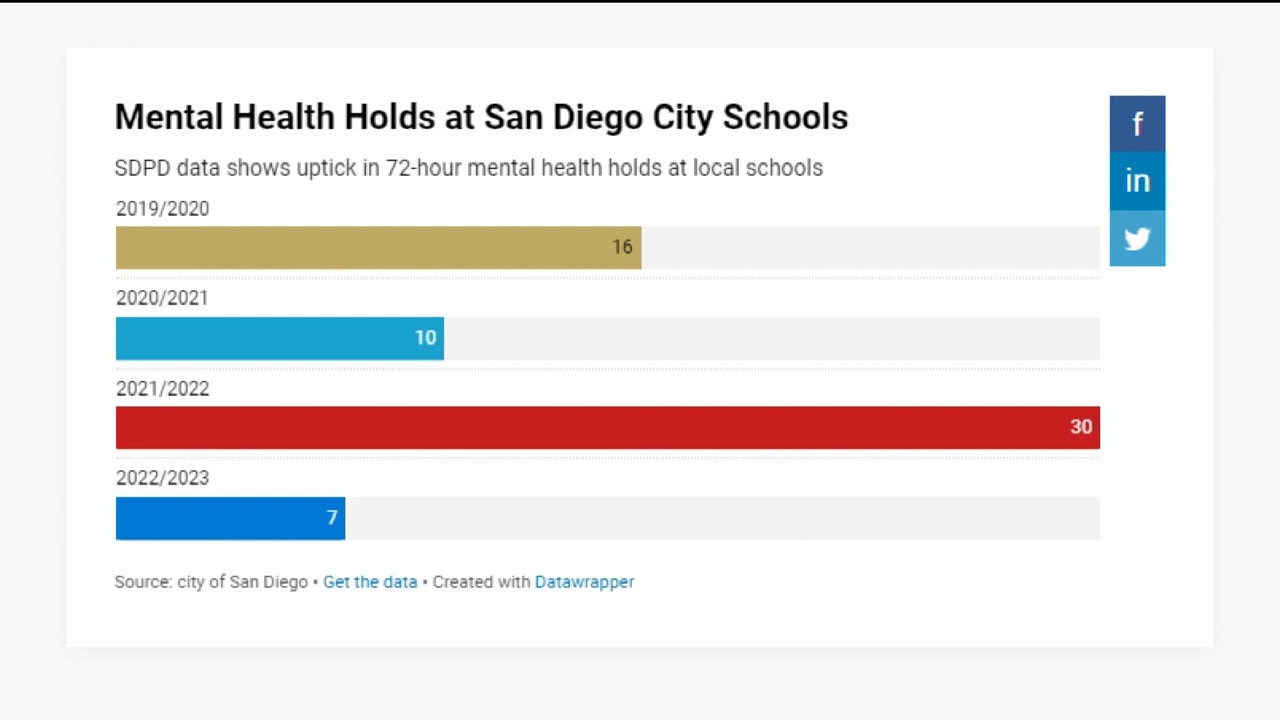 Mental Health Holds at San Diego City Schools
f
SDPD data shows uptick in 72-hour mental health holds at local schools
in
2019/2020
16
2020/2021
10
2021/2022
30
2022/2023
7
Source: city of San Diego • Get the data • Created with Datawrapper